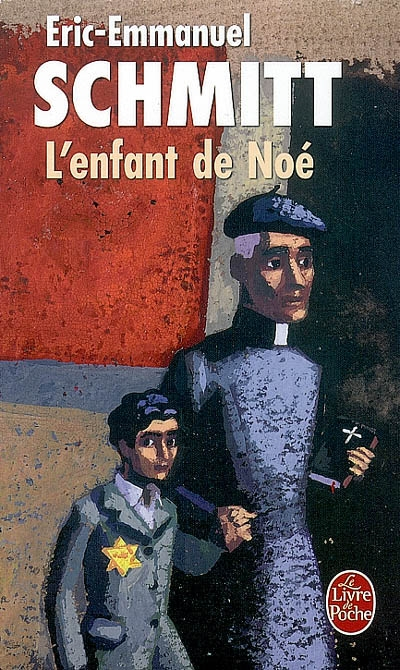 Eric-Emmanuel
SCHMITT
L'enfant de Noé
Le
LIVRE
de
POCHE